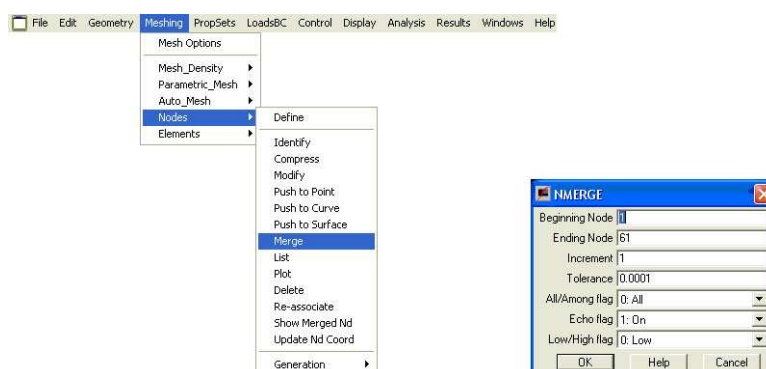 File Edit Geometry Meshing PropSets LoadsBC Control Display Analysis Results Windows Help
Mesh Options
Mesh_Density
Parametric_Mesh
Auto_Mesh
Nodes
Elements
Define
Identify
Compress
Modify
Push to Point
Push to Curve
Push to Surface
Merge
List
Plot
Delete
Re-associate
Show Merged Nd
Update Nd Coord
Generation
NMERGE
Beginning Node 1
Ending Node 61
Increment 1
Tolerance 0.0001
All/Among flag 0: All
Echo flag 1: On
Low/High flag 0: Low
OK Help Cancel